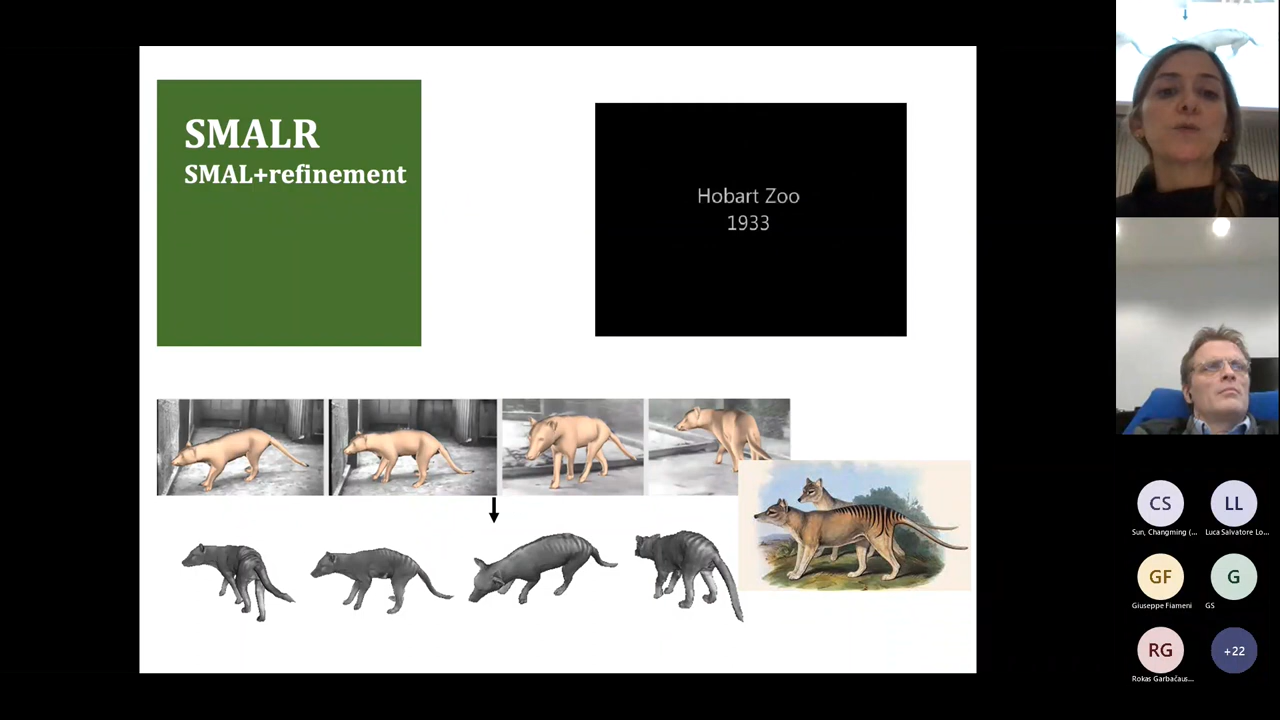 SMALR
SMAL+refinement
Hobart Zoo
1933
CS
LL
Sun, Changming (...
Luca Salvatore Lo...
GF
G
Giuseppe Fiameni
GS
RG
+22
Rokas Garbačaus...